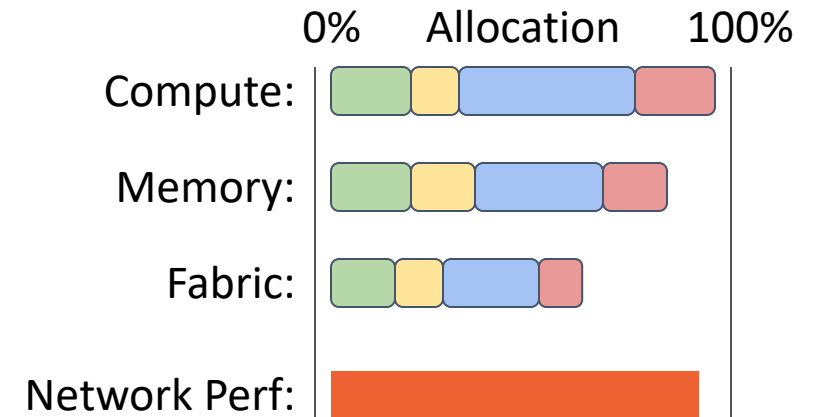 0% Allocation 100%
Compute:
Memory:
Fabric:
Network Perf: